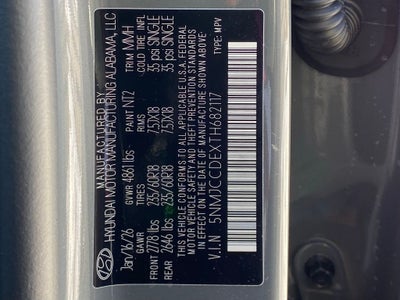 HYUNDAI MOTOR MANUFACTURING ALABAMA, LLC
Jan/16/26 PAINT NT2 TRIM MMH
GVWR 4861 lbs
GAWR TIRES RIMS COLD TIRE INFL
FRONT 2778 lbs 235/60R18 7.5JX18 35 PSI SINGLE
REAR 2646 lbs 235/60R18 7.5JX18 35 PSI SINGLE
THIS VEHICLE CONFORMS TO ALL APPLICABLE U.S.A. FEDERAL
MOTOR VEHICLE SAFETY AND THEFT PREVENTION STANDARDS
IN EFFECT ON THE DATE OF MANUFACTURE SHOWN ABOVE.
V.I.N 5NMJCCDEXTH682117 TYPE: MPV